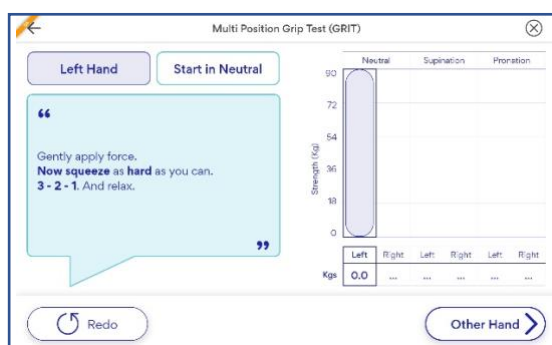 Multi Position Grip Test (GRIT)
Left Hand
Start in Neutral
“
Gently apply force.
Now squeeze as hard as you can.
3 - 2 - 1. And relax.
”
Redo
Neutral Supination Pronation
Strength (Kg)
90
72
54
36
18
0
Left Right Left Right Left Right
Kgs 0.0 ... ... ... ... ...
Other Hand